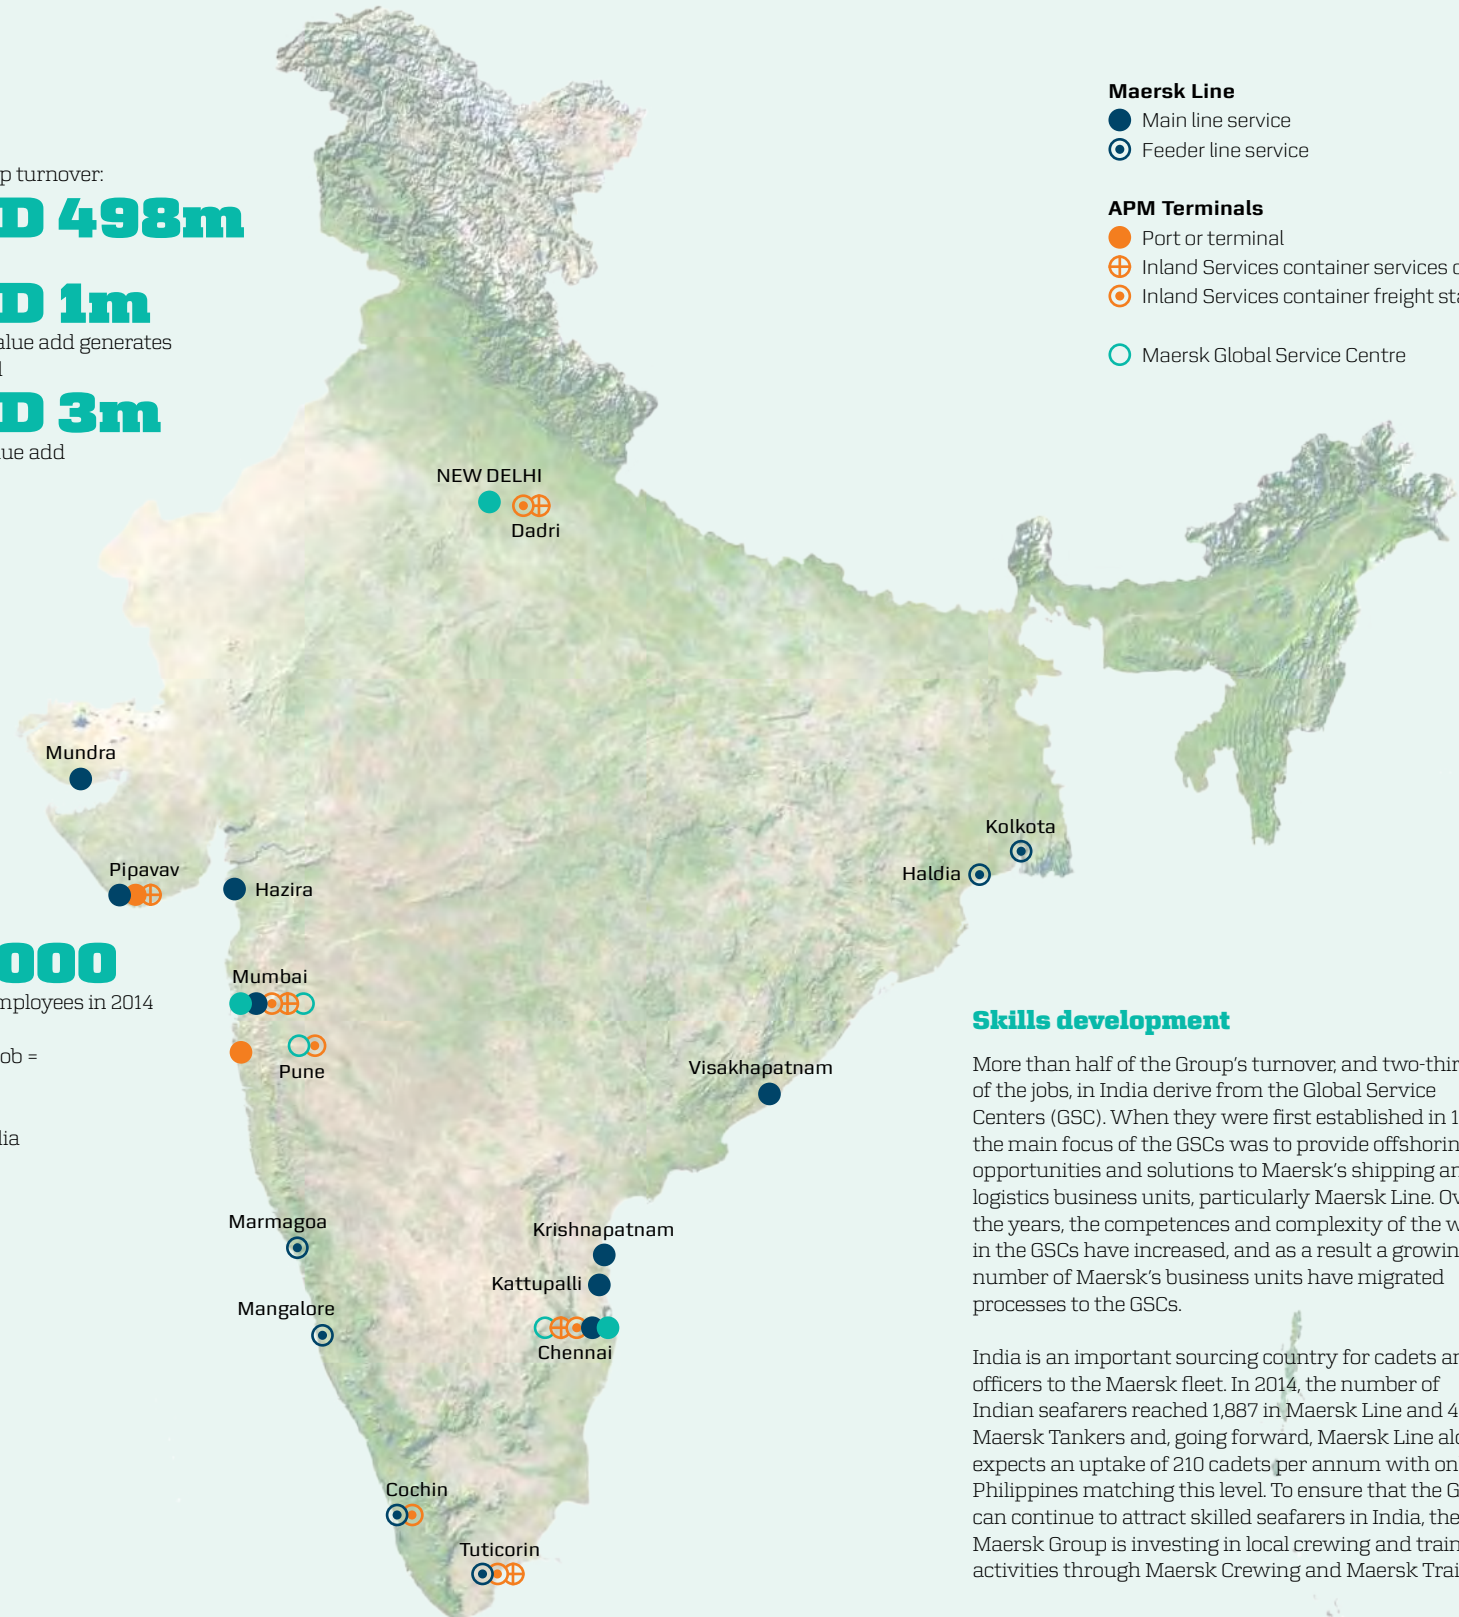 p turnover:
D 498m
D 1m
alue add generates
D 3m
ue add
000
mployees in 2014
ob =
dia
Maersk Line
Main line service
Feeder line service
APM Terminals
Port or terminal
Inland Services container services
Inland Services container freight
Maersk Global Service Centre
NEW DELHI
Dadri
Mundra
Pipavav
Hazira
Kolkota
Haldia
Mumbai
Pune
Visakhapatnam
Marmagoa
Krishnapatnam
Kattupalli
Mangalore
Chennai
Cochin
Tuticorin
Skills development
More than half of the Group's turnover, and two-thir
of the jobs, in India derive from the Global Service
Centers (GSC). When they were first established in 1
the main focus of the GSCs was to provide offshorin
opportunities and solutions to Maersk's shipping an
logistics business units, particularly Maersk Line. Ov
the years, the competences and complexity of the w
in the GSCs have increased, and as a result a growin
number of Maersk's business units have migrated
processes to the GSCs.
India is an important sourcing country for cadets an
officers to the Maersk fleet. In 2014, the number of
Indian seafarers reached 1,887 in Maersk Line and 4
Maersk Tankers and, going forward, Maersk Line alo
expects an uptake of 210 cadets per annum with on
Philippines matching this level. To ensure that the G
can continue to attract skilled seafarers in India, the
Maersk Group is investing in local crewing and train
activities through Maersk Crewing and Maersk Trai